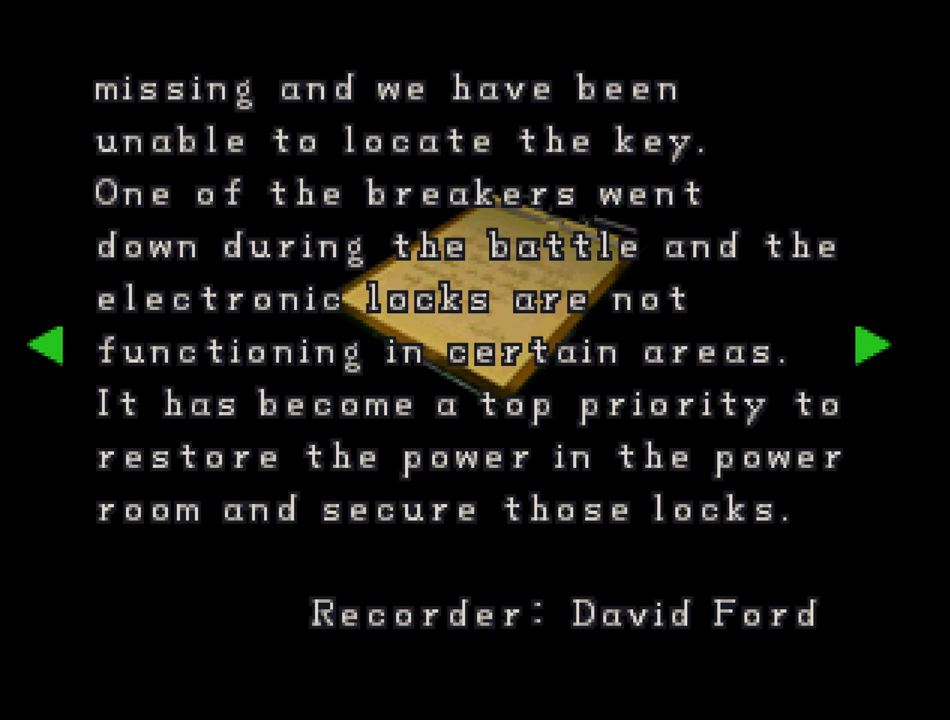 missing and we have been
unable to locate the key.
One of the breakers went
down during the battle and the
electronic locks are not
functioning in certain areas.
It has become a top priority to
restore the power in the power
room and secure those locks.
Recorder: David Ford